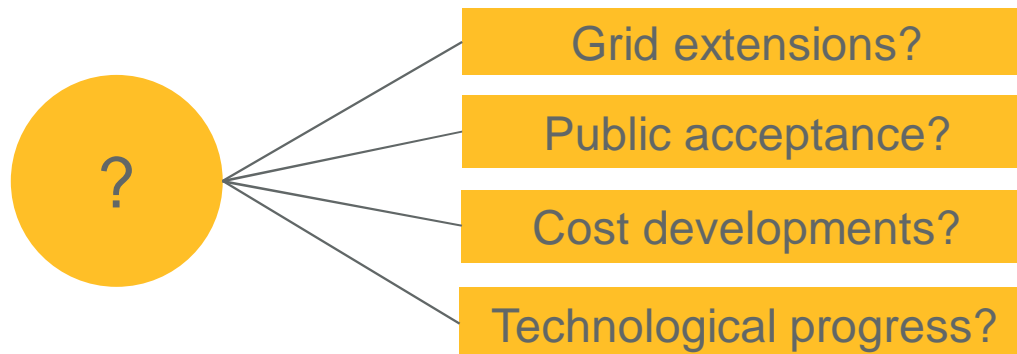 ?
Grid extensions?
Public acceptance?
Cost developments?
Technological progress?